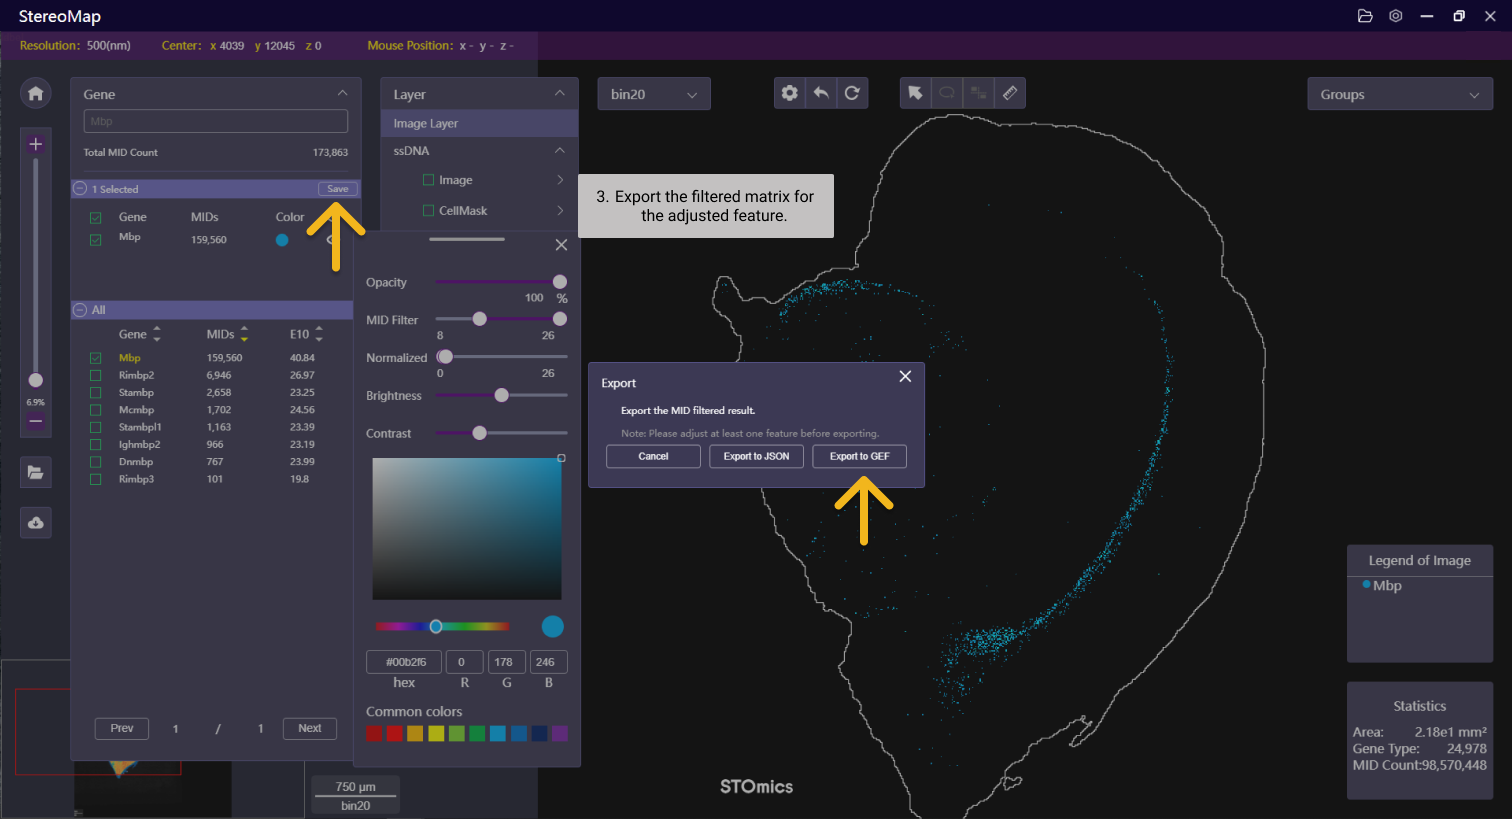 StereoMap
Resolution: 500(nm) Center: x 4039 y 12045 z 0 Mouse Position: x - y - z -
Gene
Mbp
Total MID Count 173,863
1 Selected Save
Gene MIDs Color
Mbp 159,560
All
Gene MIDs E10
Mbp 159,560 40.84
Rimbp2 6,946 26.97
Stambp 2,658 23.25
Mcmbp 1,702 24.56
Stambpl1 1,163 23.39
Ighmbp2 966 23.19
Dnmbp 767 23.99
Rimbp3 101 19.8
Prev 1 / 1 Next
6.9%
Layer
Image Layer
ssDNA
Image
CellMask
Opacity
100 %
MID Filter
8 26
Normalized
0 26
Brightness
Contrast
#00b2f6 0 178 246
hex R G B
Common colors
750 μm
bin20
bin20
Groups
3. Export the filtered matrix for
the adjusted feature.
Export
Export the MID filtered result.
Note: Please adjust at least one feature before exporting.
Cancel Export to JSON Export to GEF
STOmics
Legend of Image
Mbp
Statistics
Area: 2.18e1 mm²
Gene Type: 24,978
MID Count:98,570,448